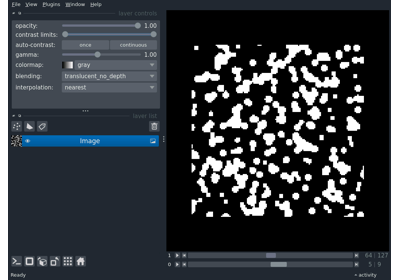 File View Plugins Window Help
layer controls
opacity: 1.00
contrast limits:
auto-contrast: once continuous
gamma: 1.00
colormap: gray
blending: translucent_no_depth
interpolation: nearest
layer list
Image
1 64 127
0 5 9
Ready activity